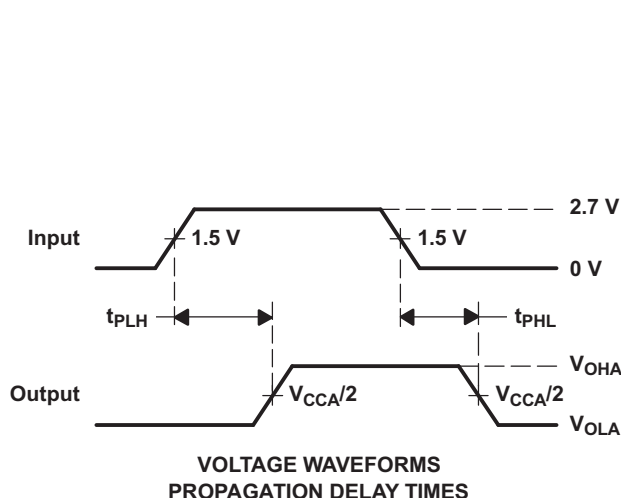 2.7 V
Input 1.5 V 1.5 V
0 V
tPLH tPHL
VOHA
Output VCCA/2 VCCA/2
VOLA
VOLTAGE WAVEFORMS
PROPAGATION DELAY TIMES